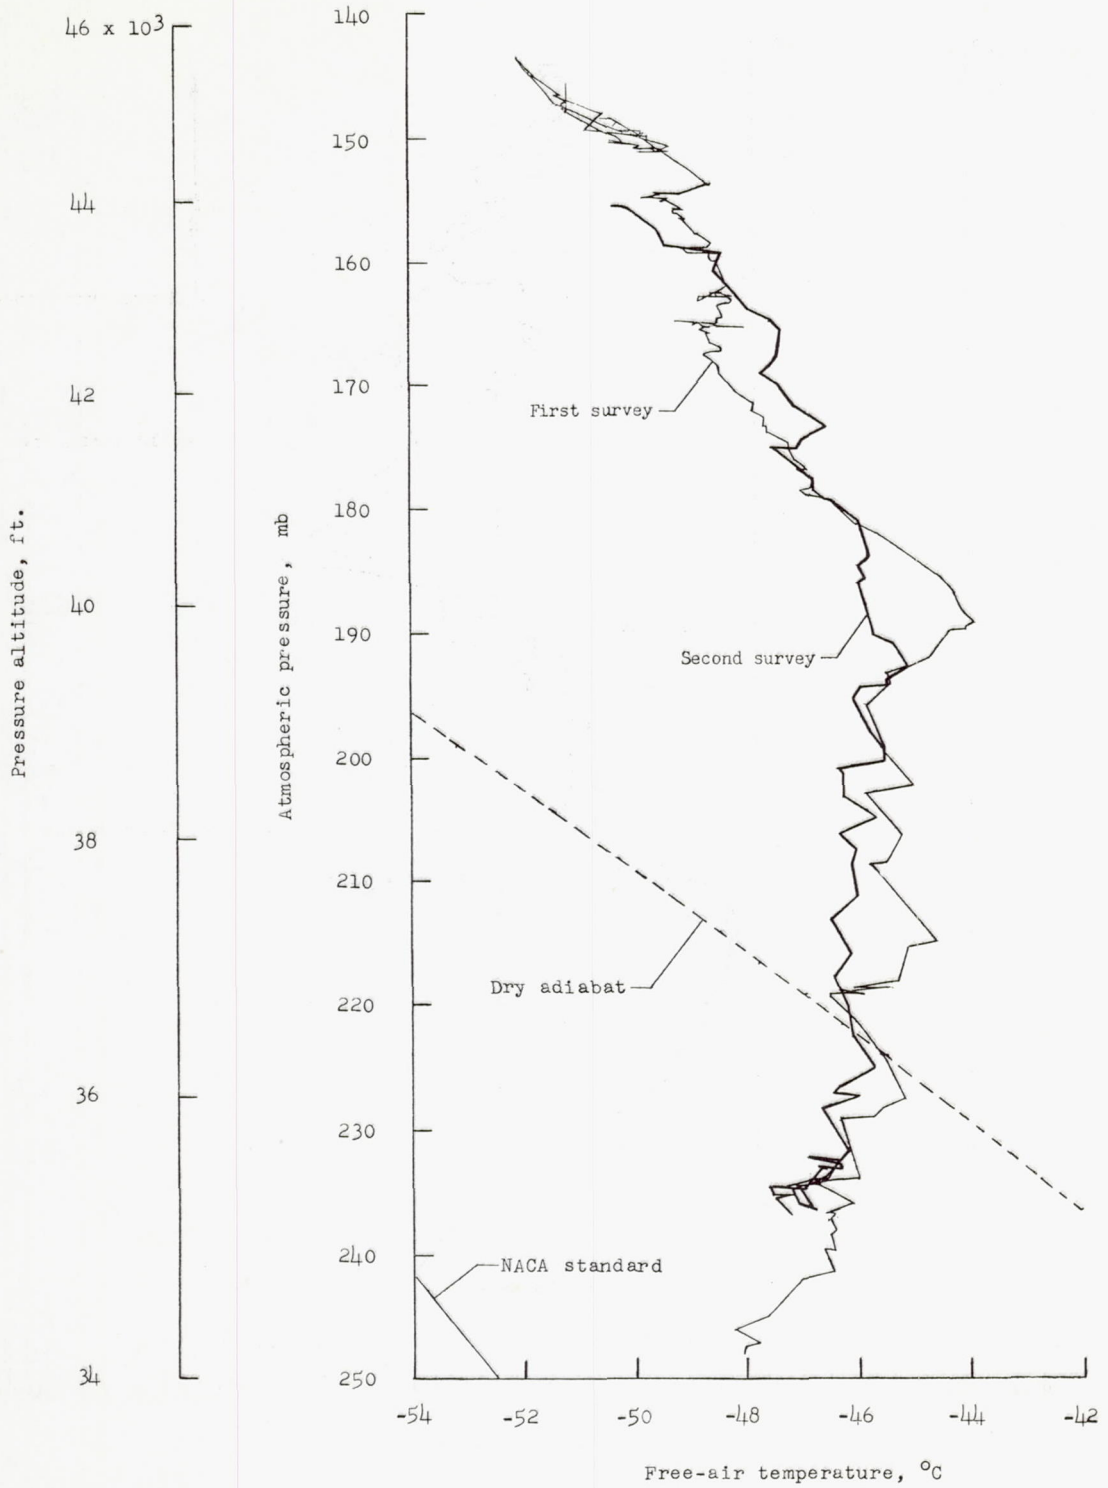 Pressure altitude, ft.
46 x 10³
44
42
40
38
36
34
Atmospheric pressure, mb
140
150
160
170
180
190
200
210
220
230
240
250
First survey
Second survey
Dry adiabat
NACA standard
-54 -52 -50 -48 -46 -44 -42
Free-air temperature, °C